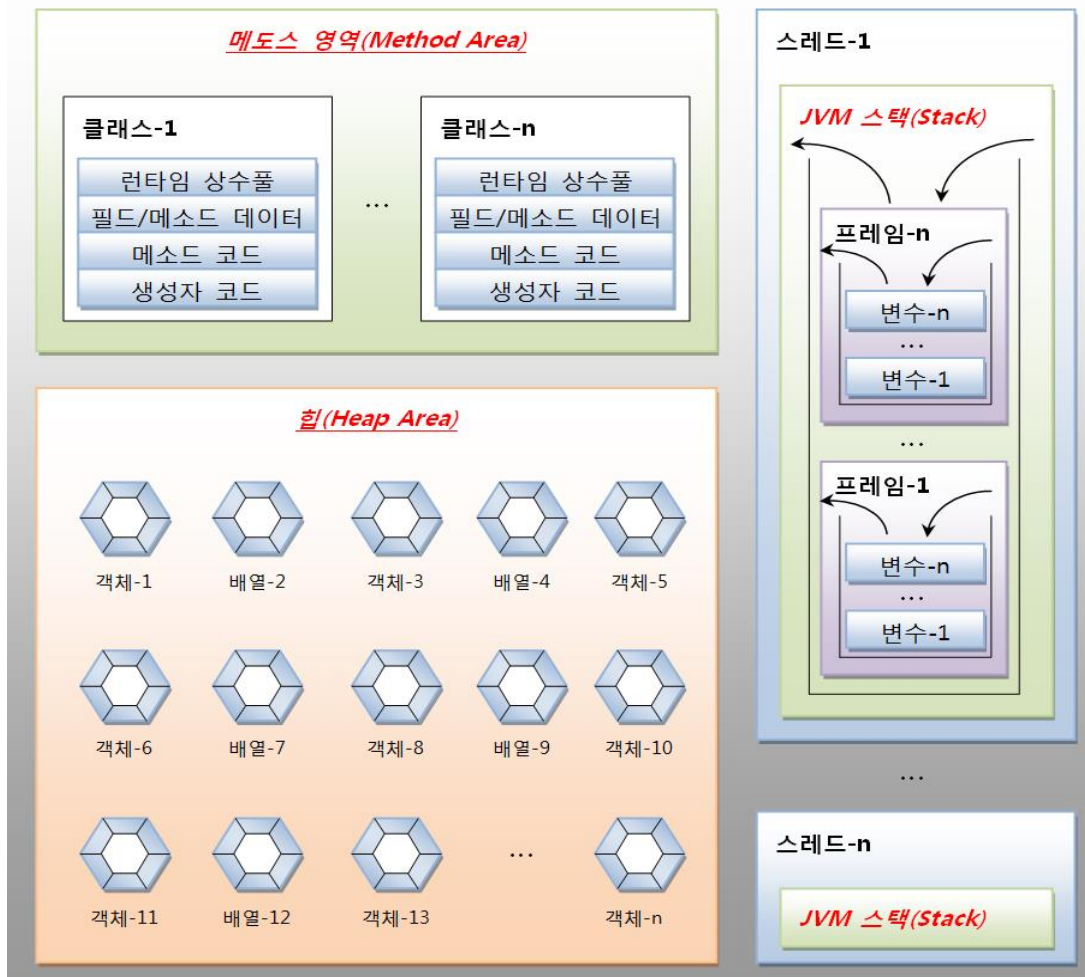 메도스 영역(Method Area)
클래스-1
런타임 상수풀
필드/메소드 데이터
메소드 코드
생성자 코드
...
클래스-n
런타임 상수풀
필드/메소드 데이터
메소드 코드
생성자 코드
힙(Heap Area)
객체-1
배열-2
객체-3
배열-4
객체-5
객체-6
배열-7
객체-8
배열-9
객체-10
객체-11
배열-12
객체-13
...
객체-n
스레드-1
JVM 스택(Stack)
프레임-n
변수-n
...
변수-1
...
프레임-1
변수-n
...
변수-1
...
스레드-n
JVM 스택(Stack)